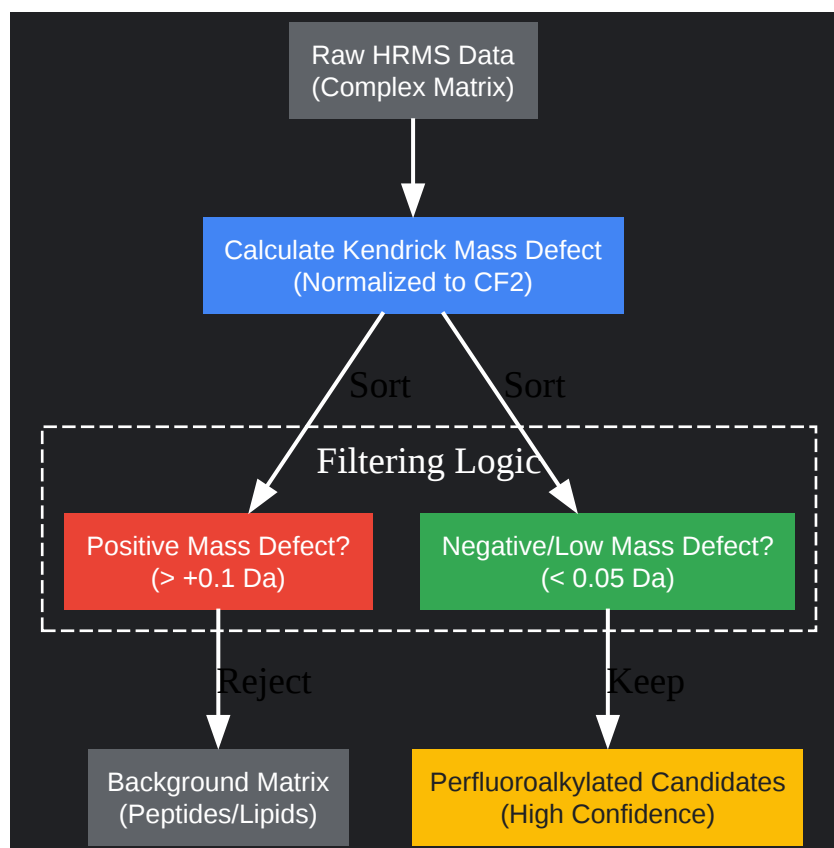 Raw HRMS Data
(Complex Matrix)
Calculate Kendrick Mass Defect
(Normalized to CF2)
Sort
Sort
Filtering Logic
Positive Mass Defect?
(> +0.1 Da)
Negative/Low Mass Defect?
(< 0.05 Da)
Reject
Keep
Background Matrix
(Peptides/Lipids)
Perfluoroalkylated Candidates
(High Confidence)